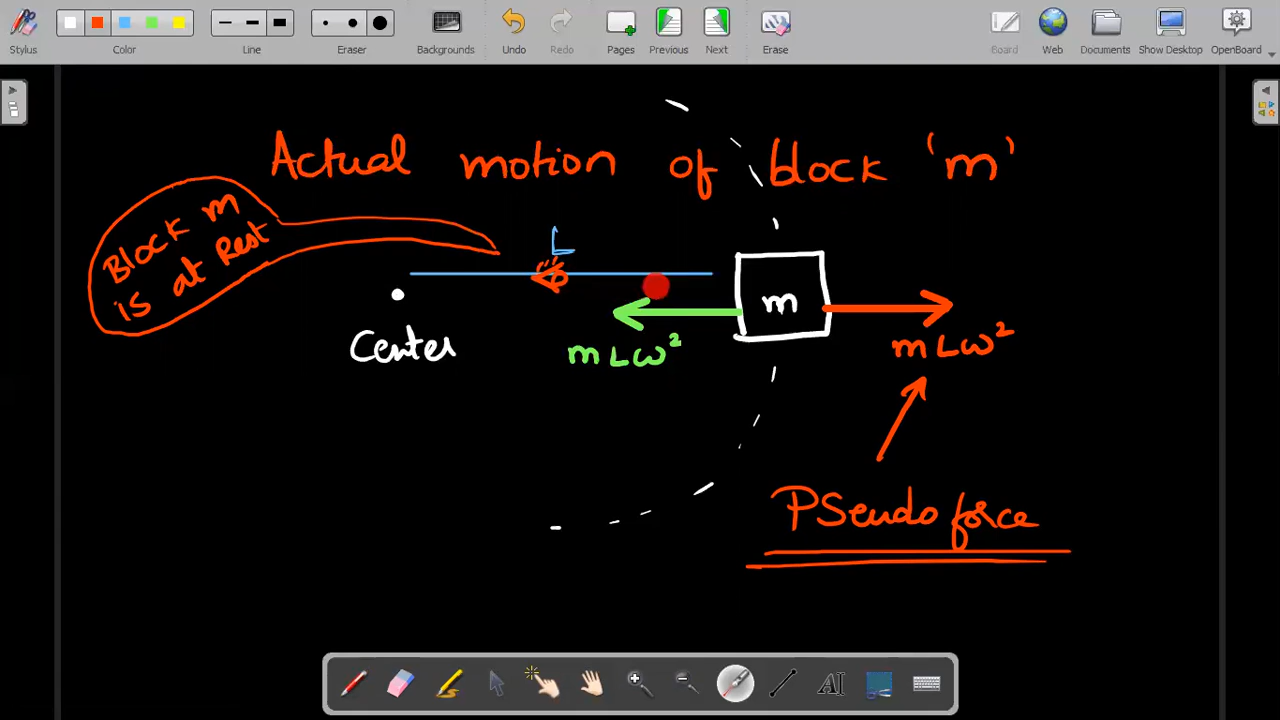 Stylus
Color
Line
Eraser
Backgrounds
Undo
Redo
Pages
Previous
Next
Erase
Board
Web
Documents
Show Desktop
OpenBoard
Actual motion of block 'm'
Block m
is at Rest
L
m
Center
mLω²
mLω²
PSeudo force
AI